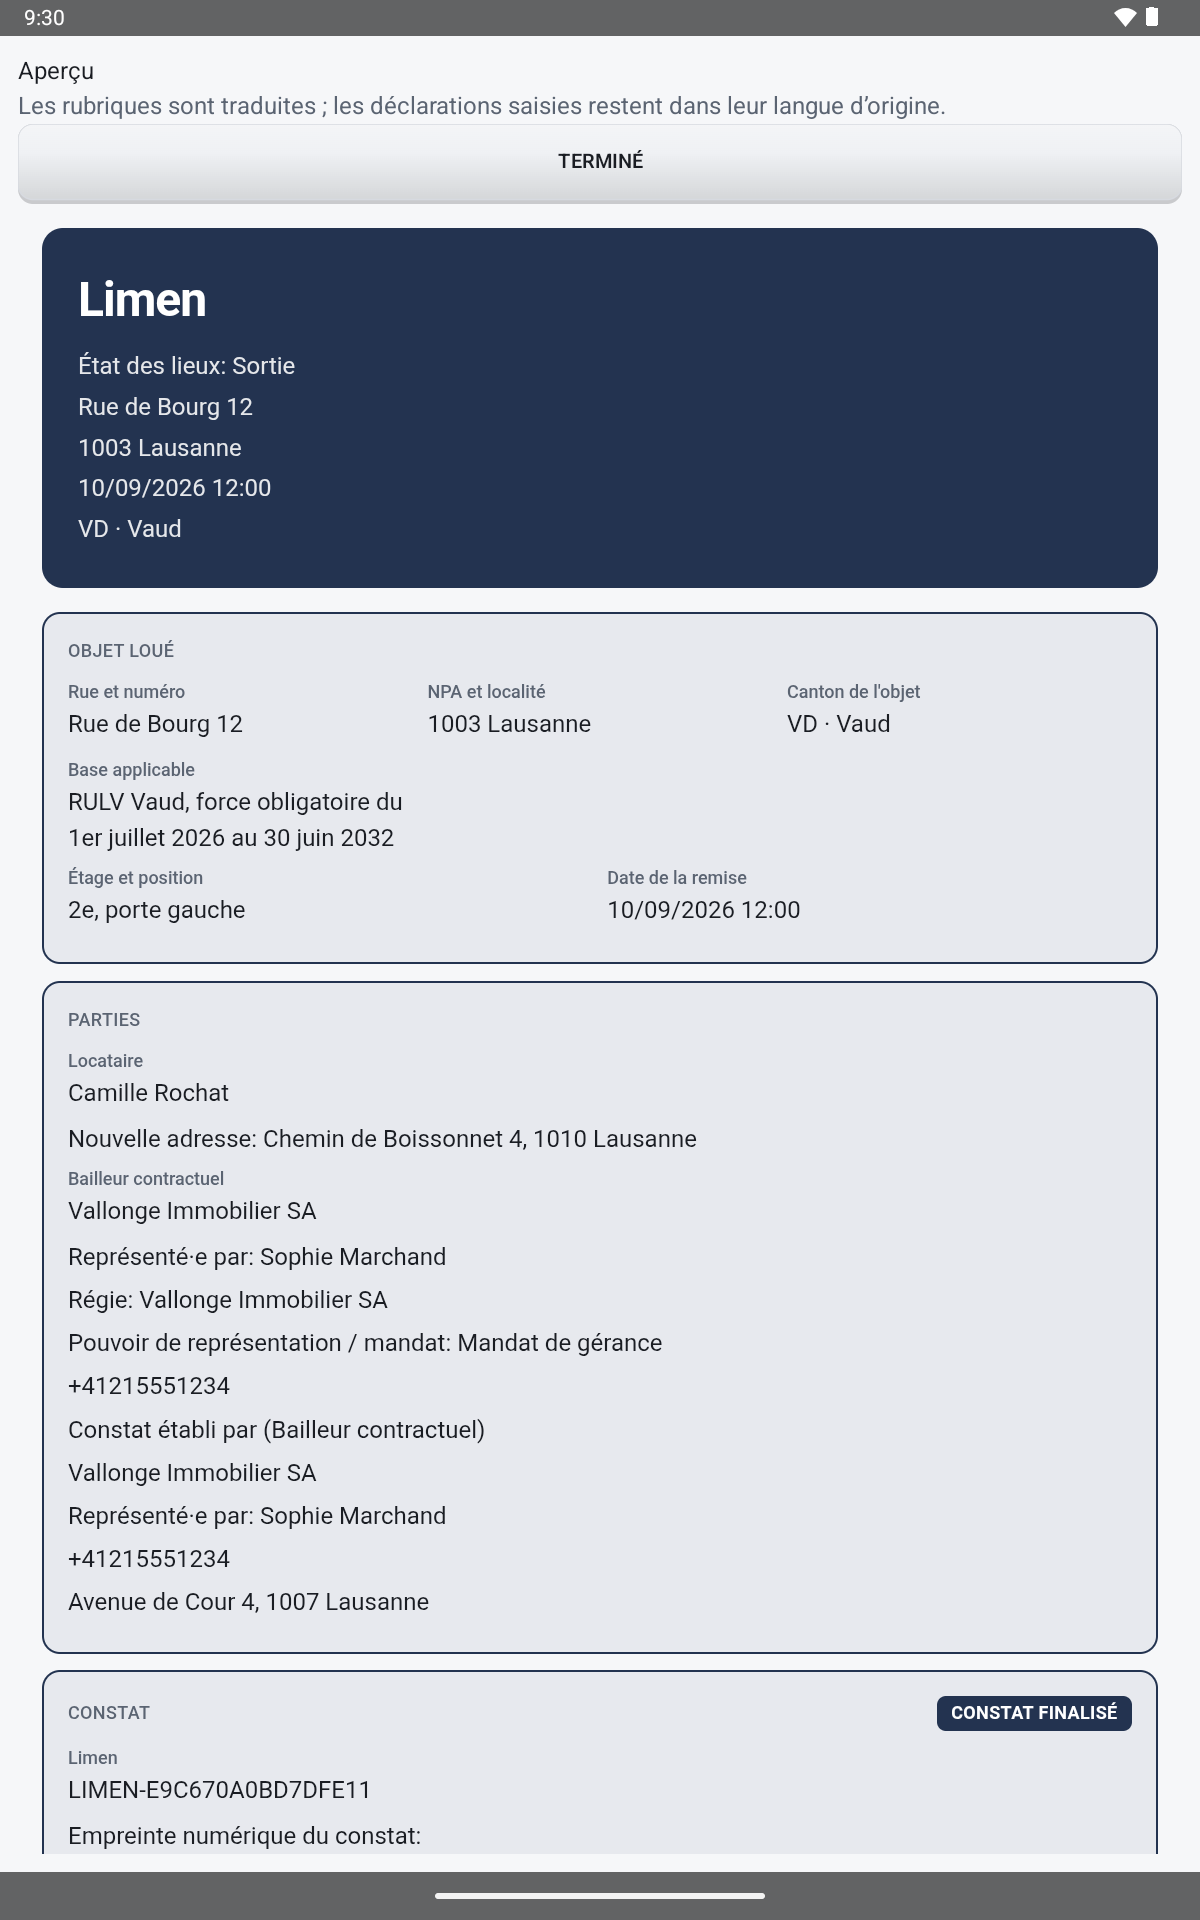 9:30
Aperçu
Les rubriques sont traduites ; les déclarations saisies restent dans leur langue d’origine.
TERMINÉ
Limen
État des lieux: Sortie
Rue de Bourg 12
1003 Lausanne
10/09/2026 12:00
VD · Vaud
OBJET LOUÉ
Rue et numéro
Rue de Bourg 12
NPA et localité
1003 Lausanne
Canton de l'objet
VD · Vaud
Base applicable
RULV Vaud, force obligatoire du
1er juillet 2026 au 30 juin 2032
Étage et position
2e, porte gauche
Date de la remise
10/09/2026 12:00
PARTIES
Locataire
Camille Rochat
Nouvelle adresse: Chemin de Boissonnet 4, 1010 Lausanne
Bailleur contractuel
Vallonge Immobilier SA
Représenté·e par: Sophie Marchand
Régie: Vallonge Immobilier SA
Pouvoir de représentation / mandat: Mandat de gérance
+41215551234
Constat établi par (Bailleur contractuel)
Vallonge Immobilier SA
Représenté·e par: Sophie Marchand
+41215551234
Avenue de Cour 4, 1007 Lausanne
CONSTAT
CONSTAT FINALISÉ
Limen
LIMEN-E9C670A0BD7DFE11
Empreinte numérique du constat: